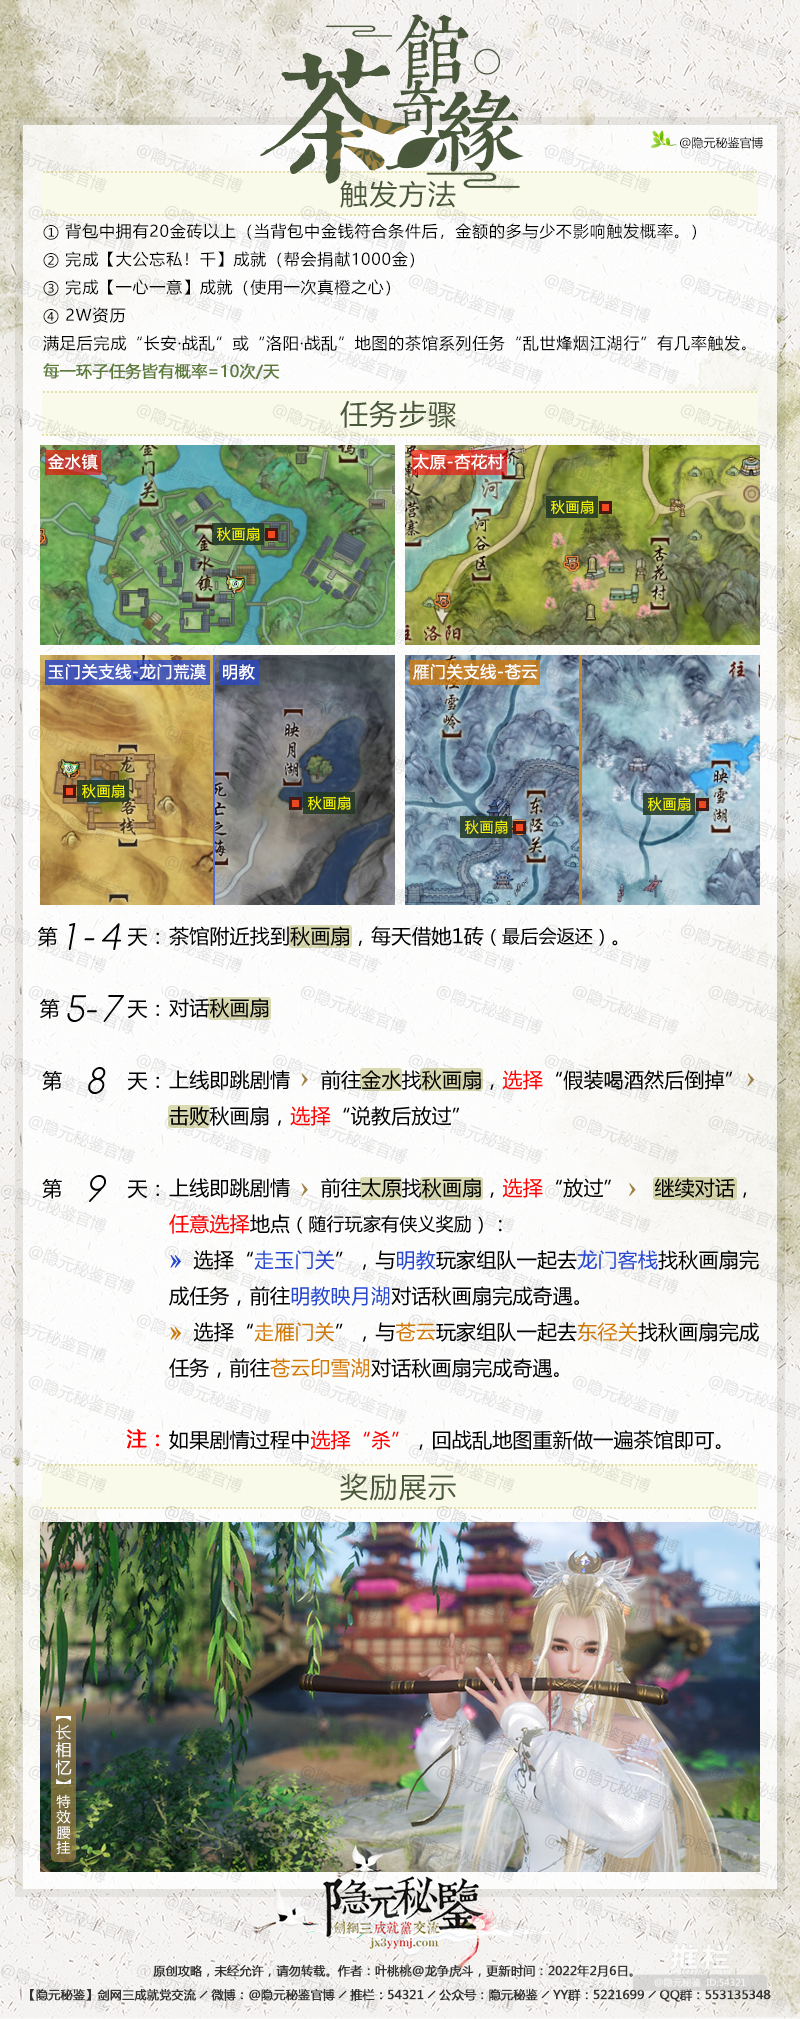 茶館奇緣
@隐元秘鉴官博
触发方法
① 背包中拥有20金砖以上（当背包中金钱符合条件后，金额的多与少不影响触发概率。）
② 完成【大公忘私！千】成就（帮会捐献1000金）
③ 完成【一心一意】成就（使用一次真橙之心）
④ 2W资历
满足后完成“长安·战乱”或“洛阳·战乱”地图的茶馆系列任务“乱世烽烟江湖行”有几率触发。
每一环子任务皆有概率=10次/天
任务步骤
金水镇
金门关
秋画扇
【金水镇】
太原-杏花村
河
【河谷区】
秋画扇
【杏花村】
洛阳
玉门关支线-龙门荒漠
秋画扇
明教
【映月湖】
秋画扇
死亡之海】
雁门关支线-苍云
雪岭】
秋画扇
【东泾关】
往
秋画扇
【映雪湖】
第 1-4 天：茶馆附近找到秋画扇，每天借她1砖（最后会返还）。
第 5-7 天：对话秋画扇
第 8 天：上线即跳剧情 › 前往金水找秋画扇，选择“假装喝酒然后倒掉” ›
击败秋画扇，选择“说教后放过”
第 9 天：上线即跳剧情 › 前往太原找秋画扇，选择“放过” › 继续对话，
任意选择地点（随行玩家有侠义奖励）：
» 选择“走玉门关”，与明教玩家组队一起去龙门客栈找秋画扇完
成任务，前往明教映月湖对话秋画扇完成奇遇。
» 选择“走雁门关”，与苍云玩家组队一起去东径关找秋画扇完成
任务，前往苍云印雪湖对话秋画扇完成奇遇。
注：如果剧情过程中选择“杀”，回战乱地图重新做一遍茶馆即可。
奖励展示
【长相忆】特效腰挂
隐元秘鑑
劍網三成就黨交流
jx3yymj.com
推栏
@隐元秘鉴 ID:54321
原创攻略，未经允许，请勿转载。作者：叶桃桃@龙争虎斗，更新时间：2022年2月6日。
【隐元秘鉴】剑网三成就党交流 / 微博：@隐元秘鉴官博 / 推栏：54321 / 公众号：隐元秘鉴 / YY群：5221699 / QQ群：553135348